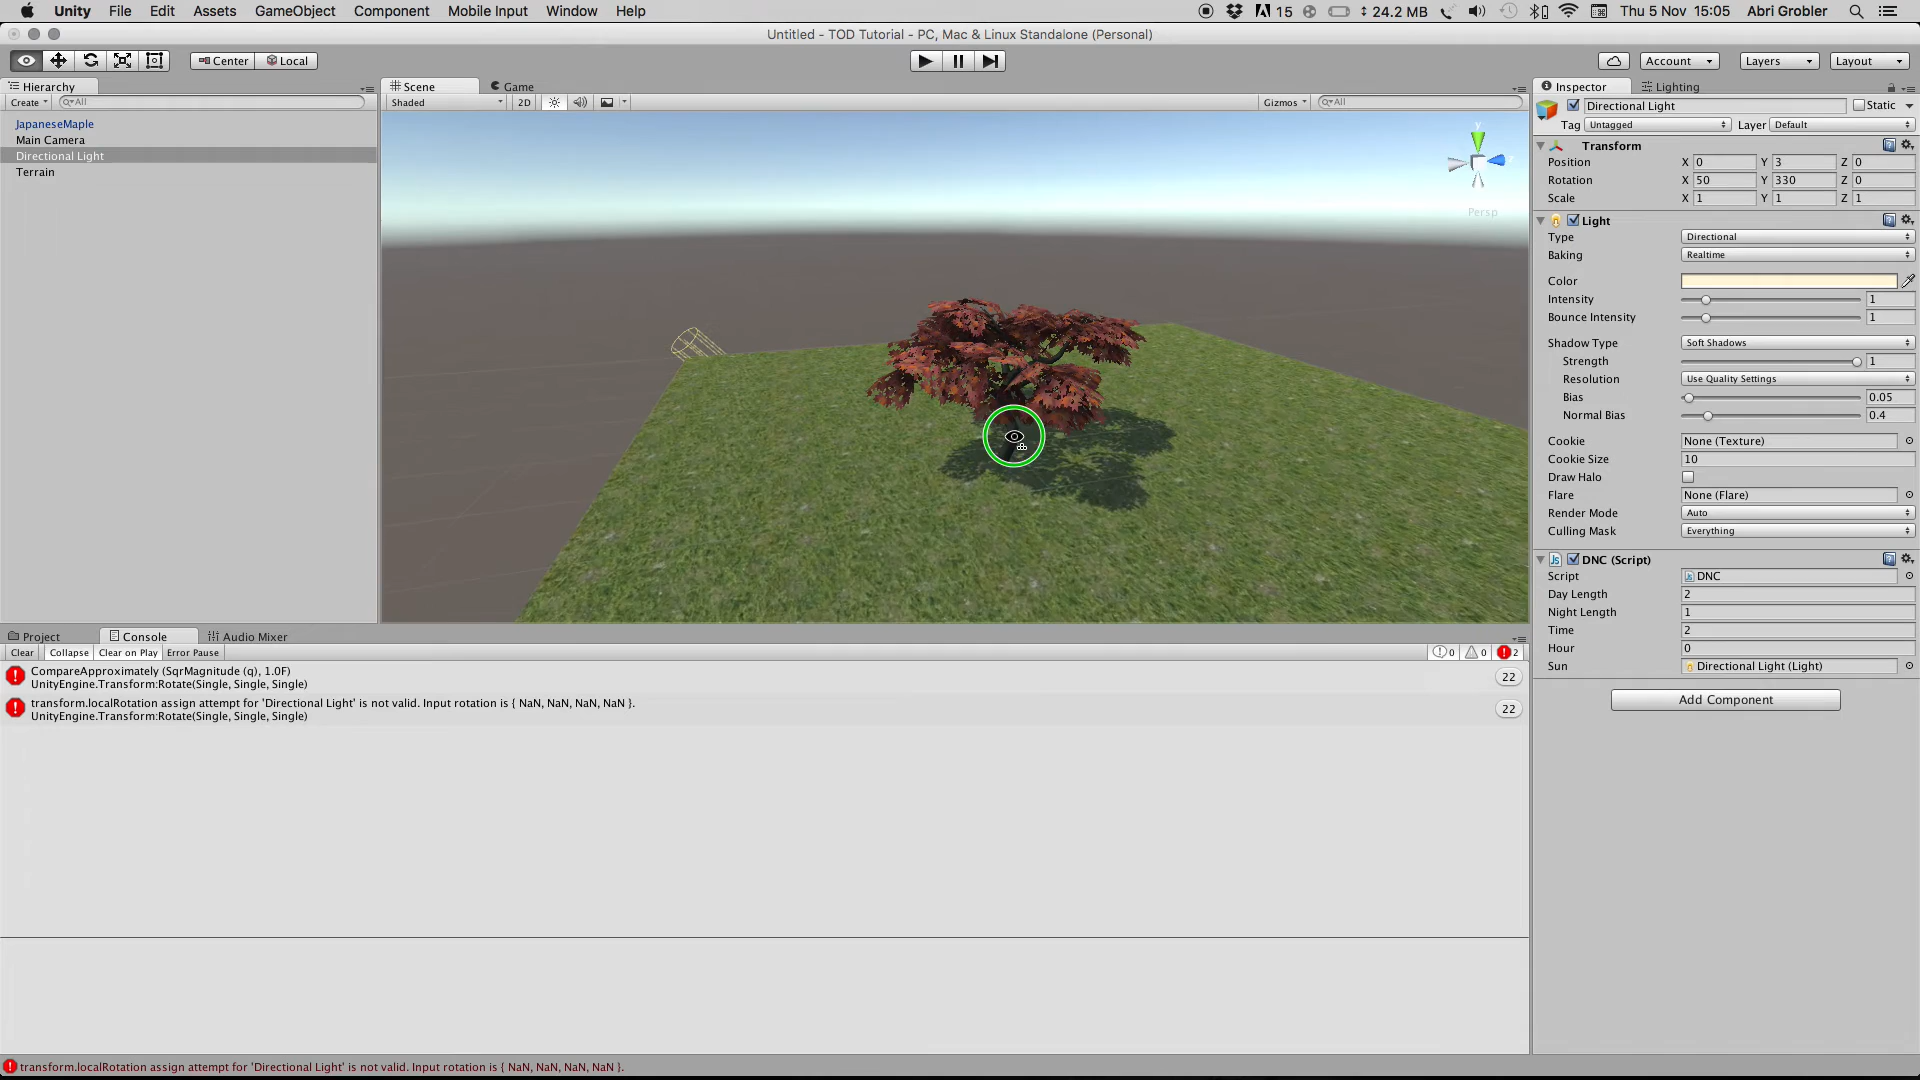 Unity File Edit Assets GameObject Component Mobile Input Window Help 15 24.2 MB Thu 5 Nov 15:05 Abri Grobler
Untitled - TOD Tutorial - PC, Mac & Linux Standalone (Personal)
Center Local Account Layers Layout
Hierarchy
Create All
JapaneseMaple
Main Camera
Directional Light
Terrain
Scene Game
Shaded 2D Gizmos All
y
Persp
Inspector Lighting
Directional Light Static
Tag Untagged Layer Default
Transform
Position X 0 Y 3 Z 0
Rotation X 50 Y 330 Z 0
Scale X 1 Y 1 Z 1
Light
Type Directional
Baking Realtime
Color
Intensity 1
Bounce Intensity 1
Shadow Type Soft Shadows
Strength 1
Resolution Use Quality Settings
Bias 0.05
Normal Bias 0.4
Cookie None (Texture)
Cookie Size 10
Draw Halo
Flare None (Flare)
Render Mode Auto
Culling Mask Everything
DNC (Script)
Script DNC
Day Length 2
Night Length 1
Time 2
Hour 0
Sun Directional Light (Light)
Add Component
Project Console Audio Mixer
Clear Collapse Clear on Play Error Pause 0 0 2
CompareApproximately (SqrMagnitude (q), 1.0F)
UnityEngine.Transform:Rotate(Single, Single, Single)
22
transform.localRotation assign attempt for 'Directional Light' is not valid. Input rotation is { NaN, NaN, NaN, NaN }.
UnityEngine.Transform:Rotate(Single, Single, Single)
22
transform.localRotation assign attempt for 'Directional Light' is not valid. Input rotation is { NaN, NaN, NaN, NaN }.